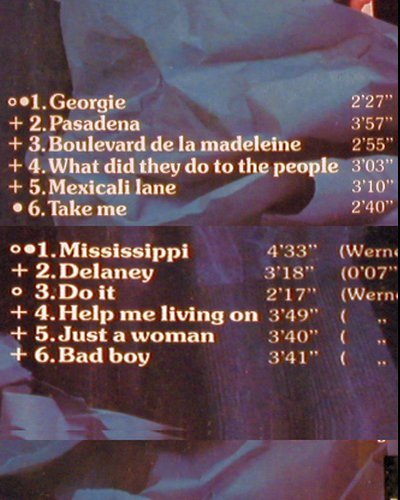 ○●1. Georgie 2'27"
+ 2. Pasadena 3'57"
+ 3. Boulevard de la madeleine 2'55"
+ 4. What did they do to the people 3'03"
+ 5. Mexicali lane 3'10"
● 6. Take me 2'40"
○●1. Mississippi 4'33" (Wern
+ 2. Delaney 3'18" (0'07"
○ 3. Do it 2'17" (Wern
+ 4. Help me living on 3'49" ( „
+ 5. Just a woman 3'40" ( „
+ 6. Bad boy 3'41" ( „